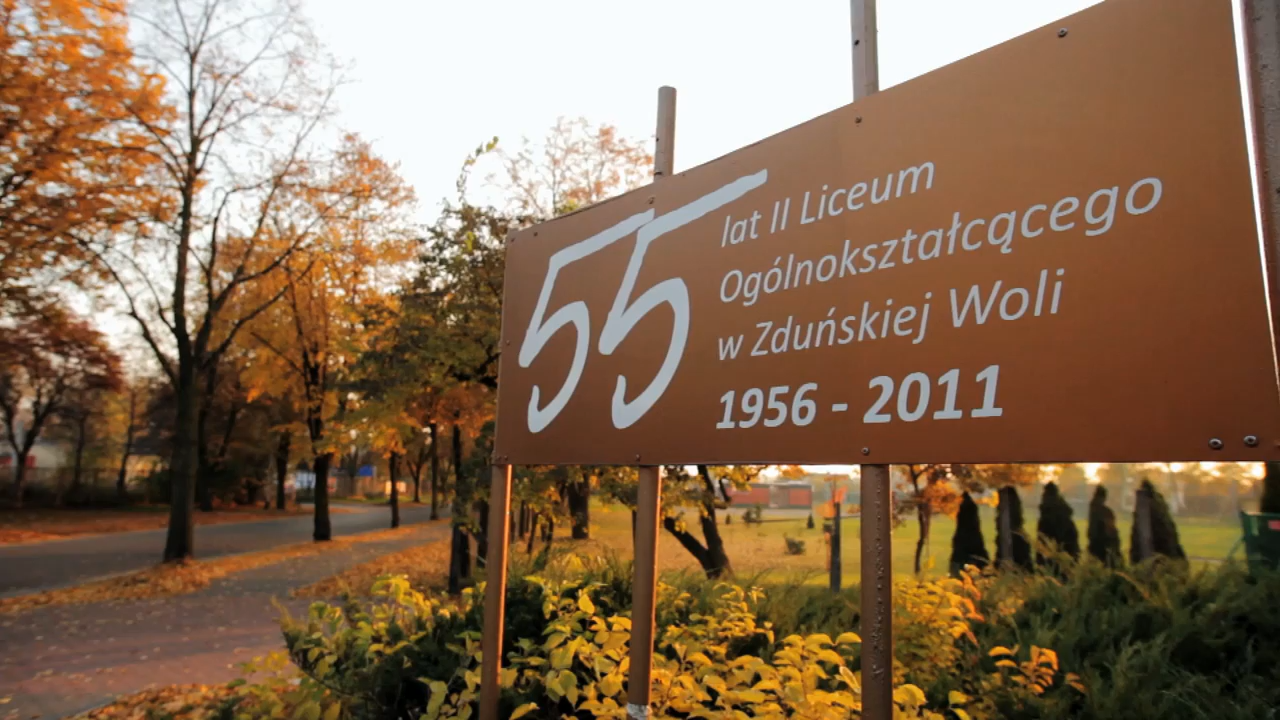 55
lat II Liceum
Ogólnokształcącego
w Zduńskiej Woli
1956 - 2011